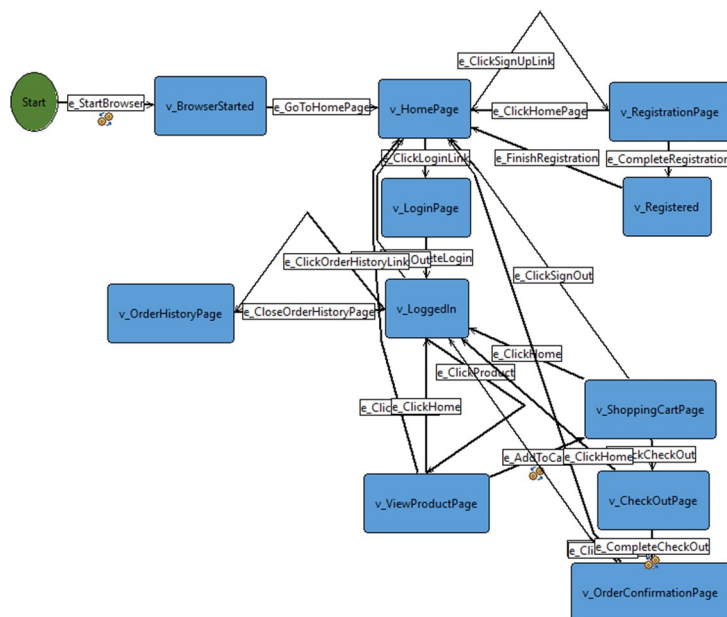 e_ClickSignUpLink
Start
e_StartBrowser
v_BrowserStarted
e_GoToHomePage
v_HomePage
e_ClickHomePage
v_RegistrationPage
e_ClickLoginLink
e_FinishRegistration
e_CompleteRegistration
v_LoginPage
v_Registered
e_ClickOrderHistoryLink
e_ClickSignOut
v_OrderHistoryPage
e_CloseOrderHistoryPage
v_LoggedIn
e_ClickHome
e_ClickProduct
e_ClickHome
v_ShoppingCartPage
e_ClickHome
v_ViewProductPage
v_CheckOutPage
e_CompleteCheckOut
v_OrderConfirmationPage